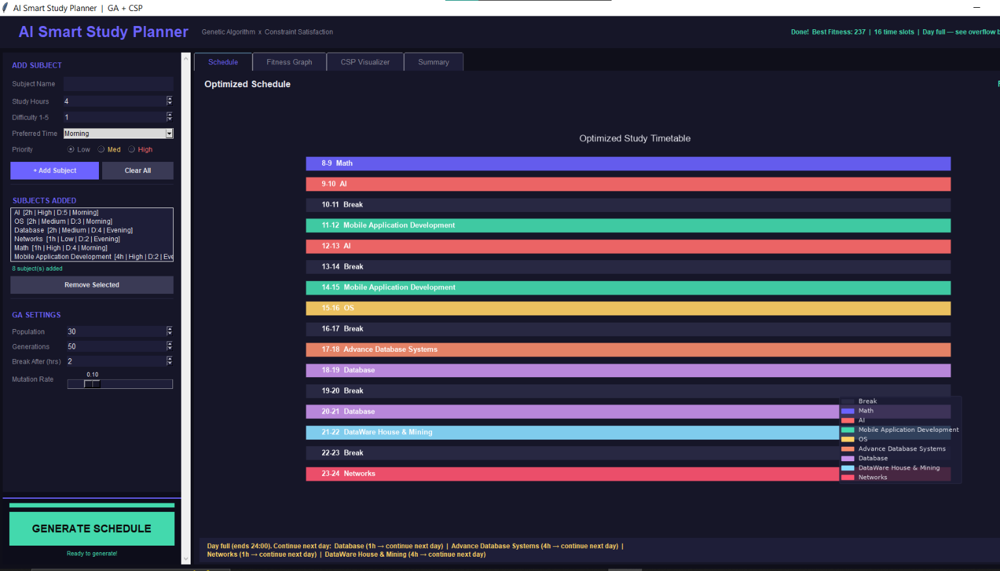 AI Smart Study Planner | GA + CSP
AI Smart Study Planner
Genetic Algorithm x Constraint Satisfaction
Done! Best Fitness: 237 | 16 time slots | Day full — see overflow b
ADD SUBJECT
Subject Name
Study Hours 4
Difficulty 1-5 1
Preferred Time Morning
Priority Low Med High
+ Add Subject Clear All
SUBJECTS ADDED
AI [2h | High | D:5 | Morning]
OS [2h | Medium | D:3 | Morning]
Database [2h | Medium | D:4 | Evening]
Networks [1h | Low | D:2 | Evening]
Math [1h | High | D:4 | Morning]
Mobile Application Development [4h | High | D:2 | Eve
8 subject(s) added
Remove Selected
GA SETTINGS
Population 30
Generations 50
Break After (hrs) 2
0.10
Mutation Rate
GENERATE SCHEDULE
Ready to generate!
Schedule Fitness Graph CSP Visualizer Summary
Optimized Schedule
Optimized Study Timetable
8-9 Math
9-10 AI
10-11 Break
11-12 Mobile Application Development
12-13 AI
13-14 Break
14-15 Mobile Application Development
15-16 OS
16-17 Break
17-18 Advance Database Systems
18-19 Database
19-20 Break
20-21 Database
21-22 DataWare House & Mining
22-23 Break
23-24 Networks
Break
Math
AI
Mobile Application Development
OS
Advance Database Systems
Database
DataWare House & Mining
Networks
Day full (ends 24:00). Continue next day: Database (1h → continue next day) | Advance Database Systems (4h → continue next day) |
Networks (1h → continue next day) | DataWare House & Mining (4h → continue next day)